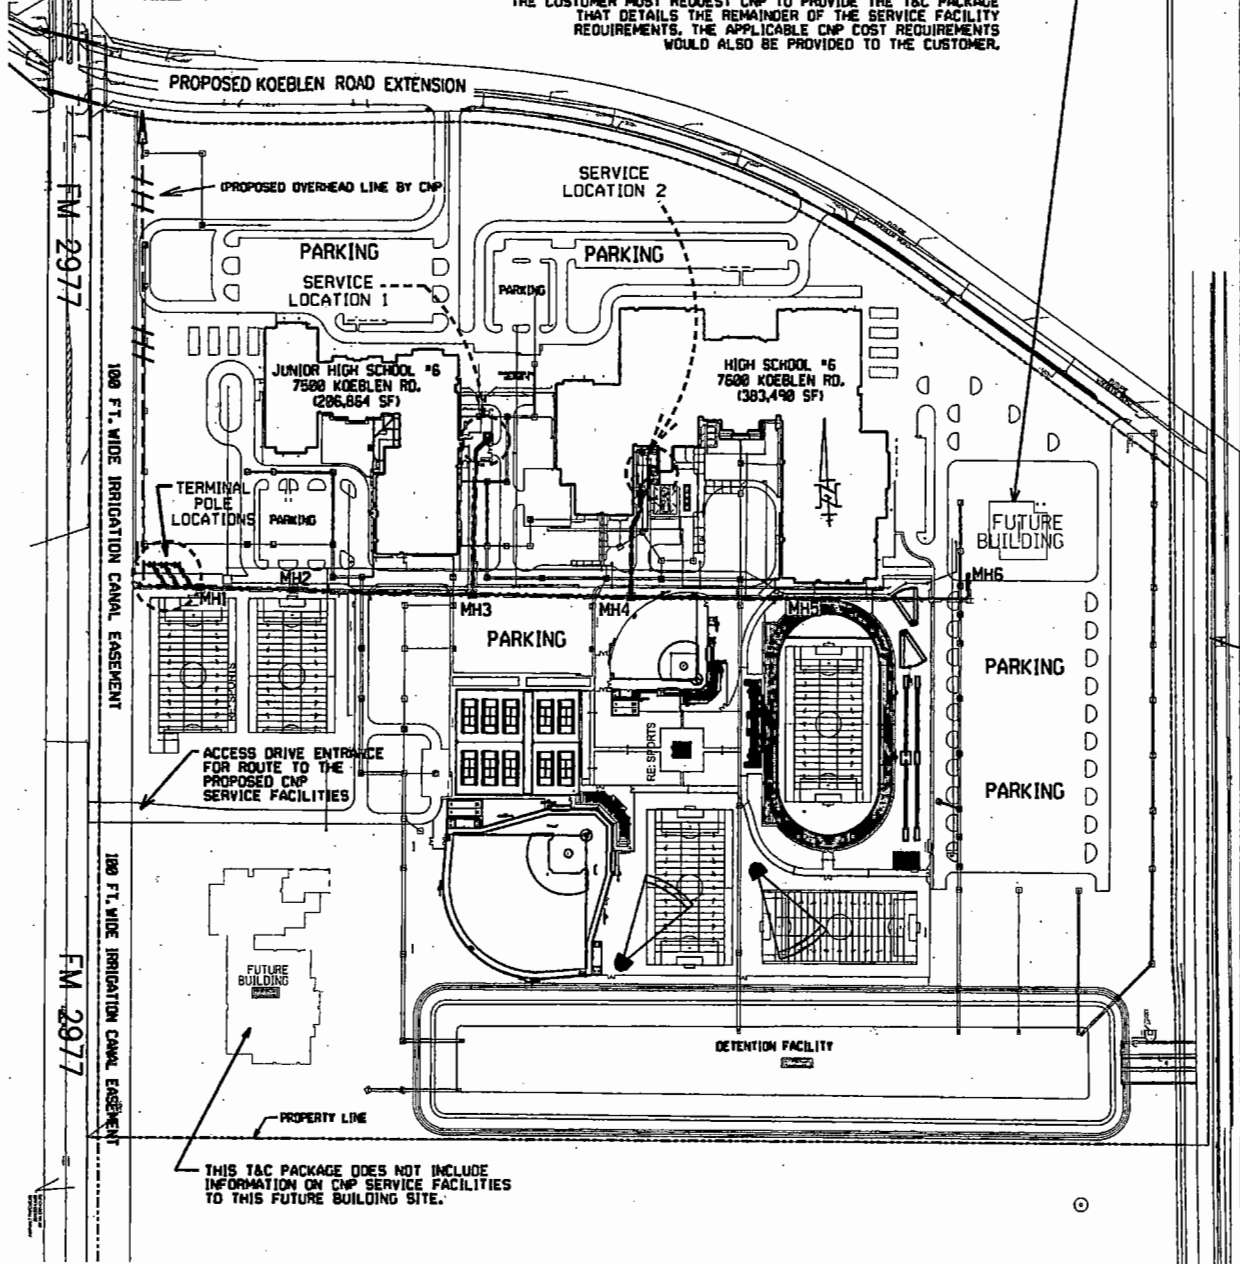 THE CUSTOMER MUST REQUEST CNP TO PROVIDE THE T&C PACKAGE
THAT DETAILS THE REMAINDER OF THE SERVICE FACILITY
REQUIREMENTS. THE APPLICABLE CNP COST REQUIREMENTS
WOULD ALSO BE PROVIDED TO THE CUSTOMER.
PROPOSED KOEBLEN ROAD EXTENSION
(PROPOSED OVERHEAD LINE BY CNP
SERVICE
LOCATION 2
FM 2977
PARKING
PARKING
SERVICE
LOCATION 1
PARKING
JUNIOR HIGH SCHOOL #6
7500 KOEBLEN RD.
(206,864 SF)
HIGH SCHOOL #6
7600 KOEBLEN RD.
(383,490 SF)
100 FT. WIDE IRRIGATION CANAL EASEMENT
TERMINAL
POLE
LOCATIONS
PARKING
FUTURE
BUILDING
MH1
MH2
MH3
MH4
MH5
MH6
PARKING
PARKING
RE: SPORTS
RE: SPORTS
ACCESS DRIVE ENTRANCE
FOR ROUTE TO THE
PROPOSED CNP
SERVICE FACILITIES
PARKING
100 FT. WIDE IRRIGATION CANAL EASEMENT
FM 2977
FUTURE
BUILDING
DETENTION FACILITY
PROPERTY LINE
THIS T&C PACKAGE DOES NOT INCLUDE
INFORMATION ON CNP SERVICE FACILITIES
TO THIS FUTURE BUILDING SITE.